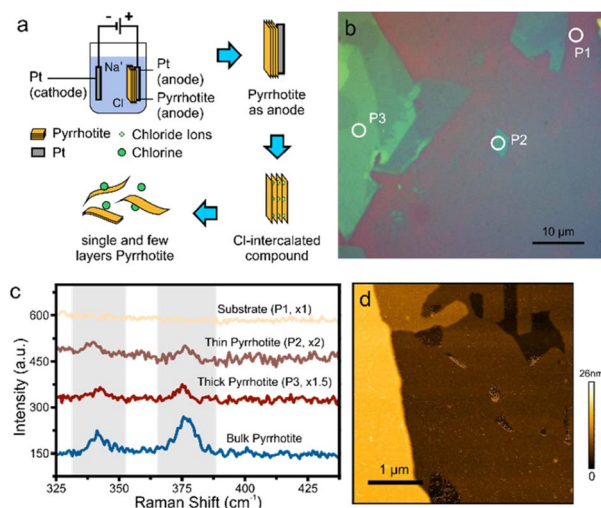 a
- +
Pt
(cathode)
Na⁺
Cl
Pt
(anode)
Pyrrhotite
(anode)
Pyrrhotite
Pt
Chloride Ions
Chlorine
Pyrrhotite
as anode
Cl-intercalated
compound
single and few
layers Pyrrhotite
b
P1
P2
P3
10 µm
c
Intensity (a.u.)
600
450
300
150
Substrate (P1, x1)
Thin Pyrrhotite (P2, x2)
Thick Pyrrhotite (P3, x1.5)
Bulk Pyrrhotite
325 350 375 400 425
Raman Shift (cm⁻¹)
d
1 µm
26nm
0